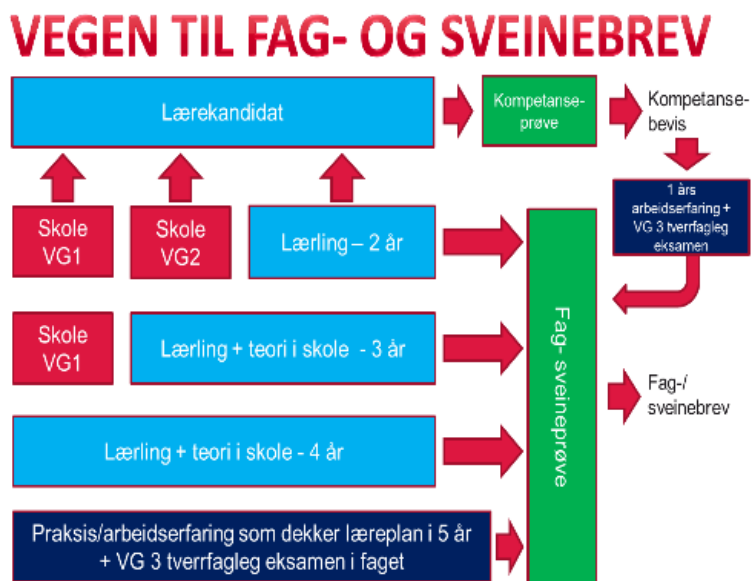 VEGEN TIL FAG- OG SVEINEBREV
Lærekandidat
Kompetanse-
prøve
Kompetanse-
bevis
1 års
arbeidserfaring +
VG 3 tverrfagleg
eksamen
Skole
VG1
Skole
VG2
Lærling – 2 år
Skole
VG1
Lærling + teori i skole - 3 år
Fag- sveineprøve
Fag-/
sveinebrev
Lærling + teori i skole - 4 år
Praksis/arbeidserfaring som dekker læreplan i 5 år
+ VG 3 tverrfagleg eksamen i faget